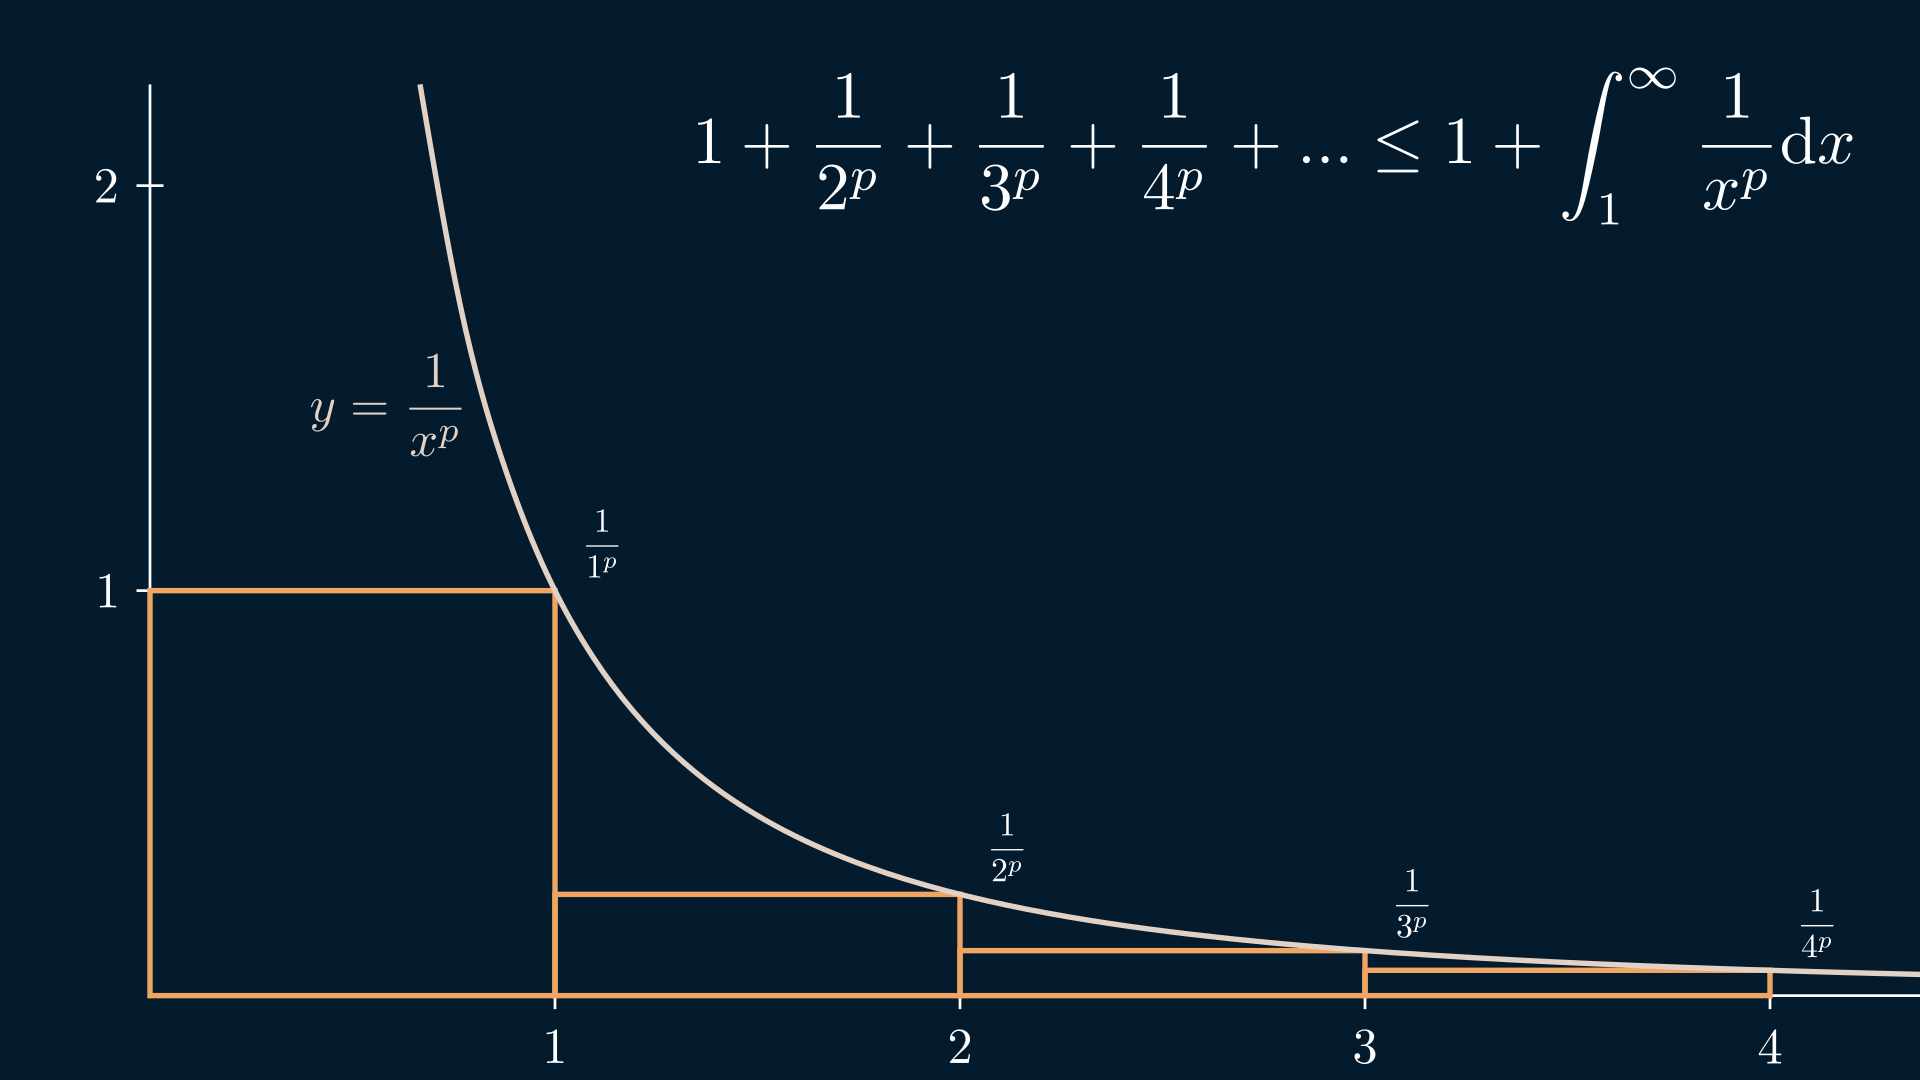 1 + 1/2^p + 1/3^p + 1/4^p + ... ≤ 1 + ∫_1^∞ 1/x^p dx
2
y = 1/x^p
1/1^p
1
1/2^p
1/3^p
1/4^p
1 2 3 4